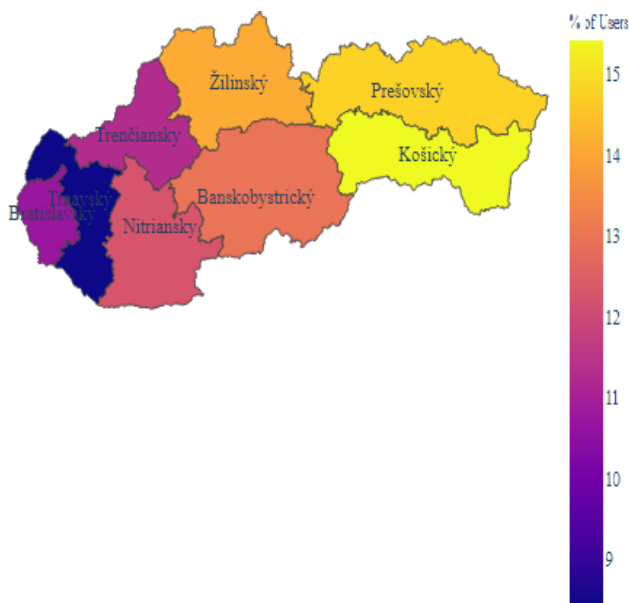 % of Users
15
Žilinský
Prešovský
14
Trenčiansky
Košický
Trnavský
Banskobystrický
13
Bratislavský
Nitriansky
12
11
10
9